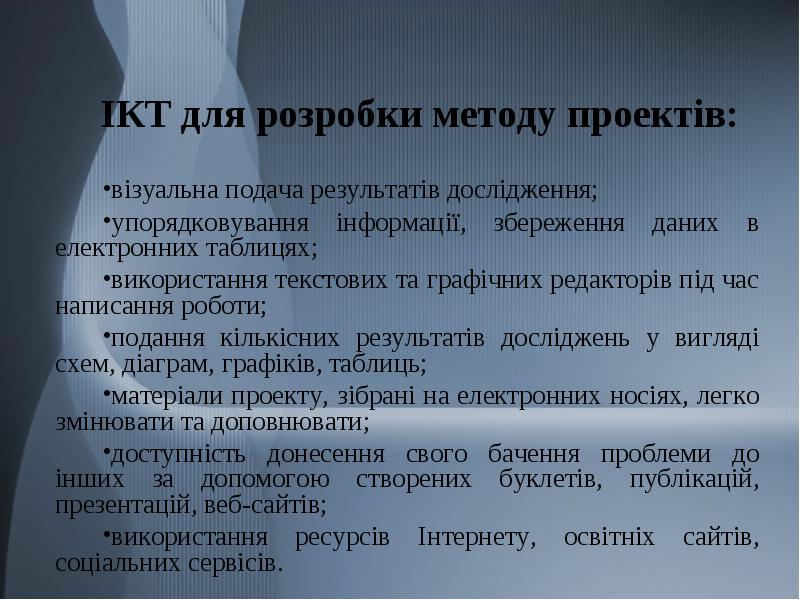 ІКТ для розробки методу проектів:
•візуальна подача результатів дослідження;
•упорядковування інформації, збереження даних в
електронних таблицях;
•використання текстових та графічних редакторів під час
написання роботи;
•подання кількісних результатів досліджень у вигляді
схем, діаграм, графіків, таблиць;
•матеріали проекту, зібрані на електронних носіях, легко
змінювати та доповнювати;
•доступність донесення свого бачення проблеми до
інших за допомогою створених буклетів, публікацій,
презентацій, веб-сайтів;
•використання ресурсів Інтернету, освітніх сайтів,
соціальних сервісів.